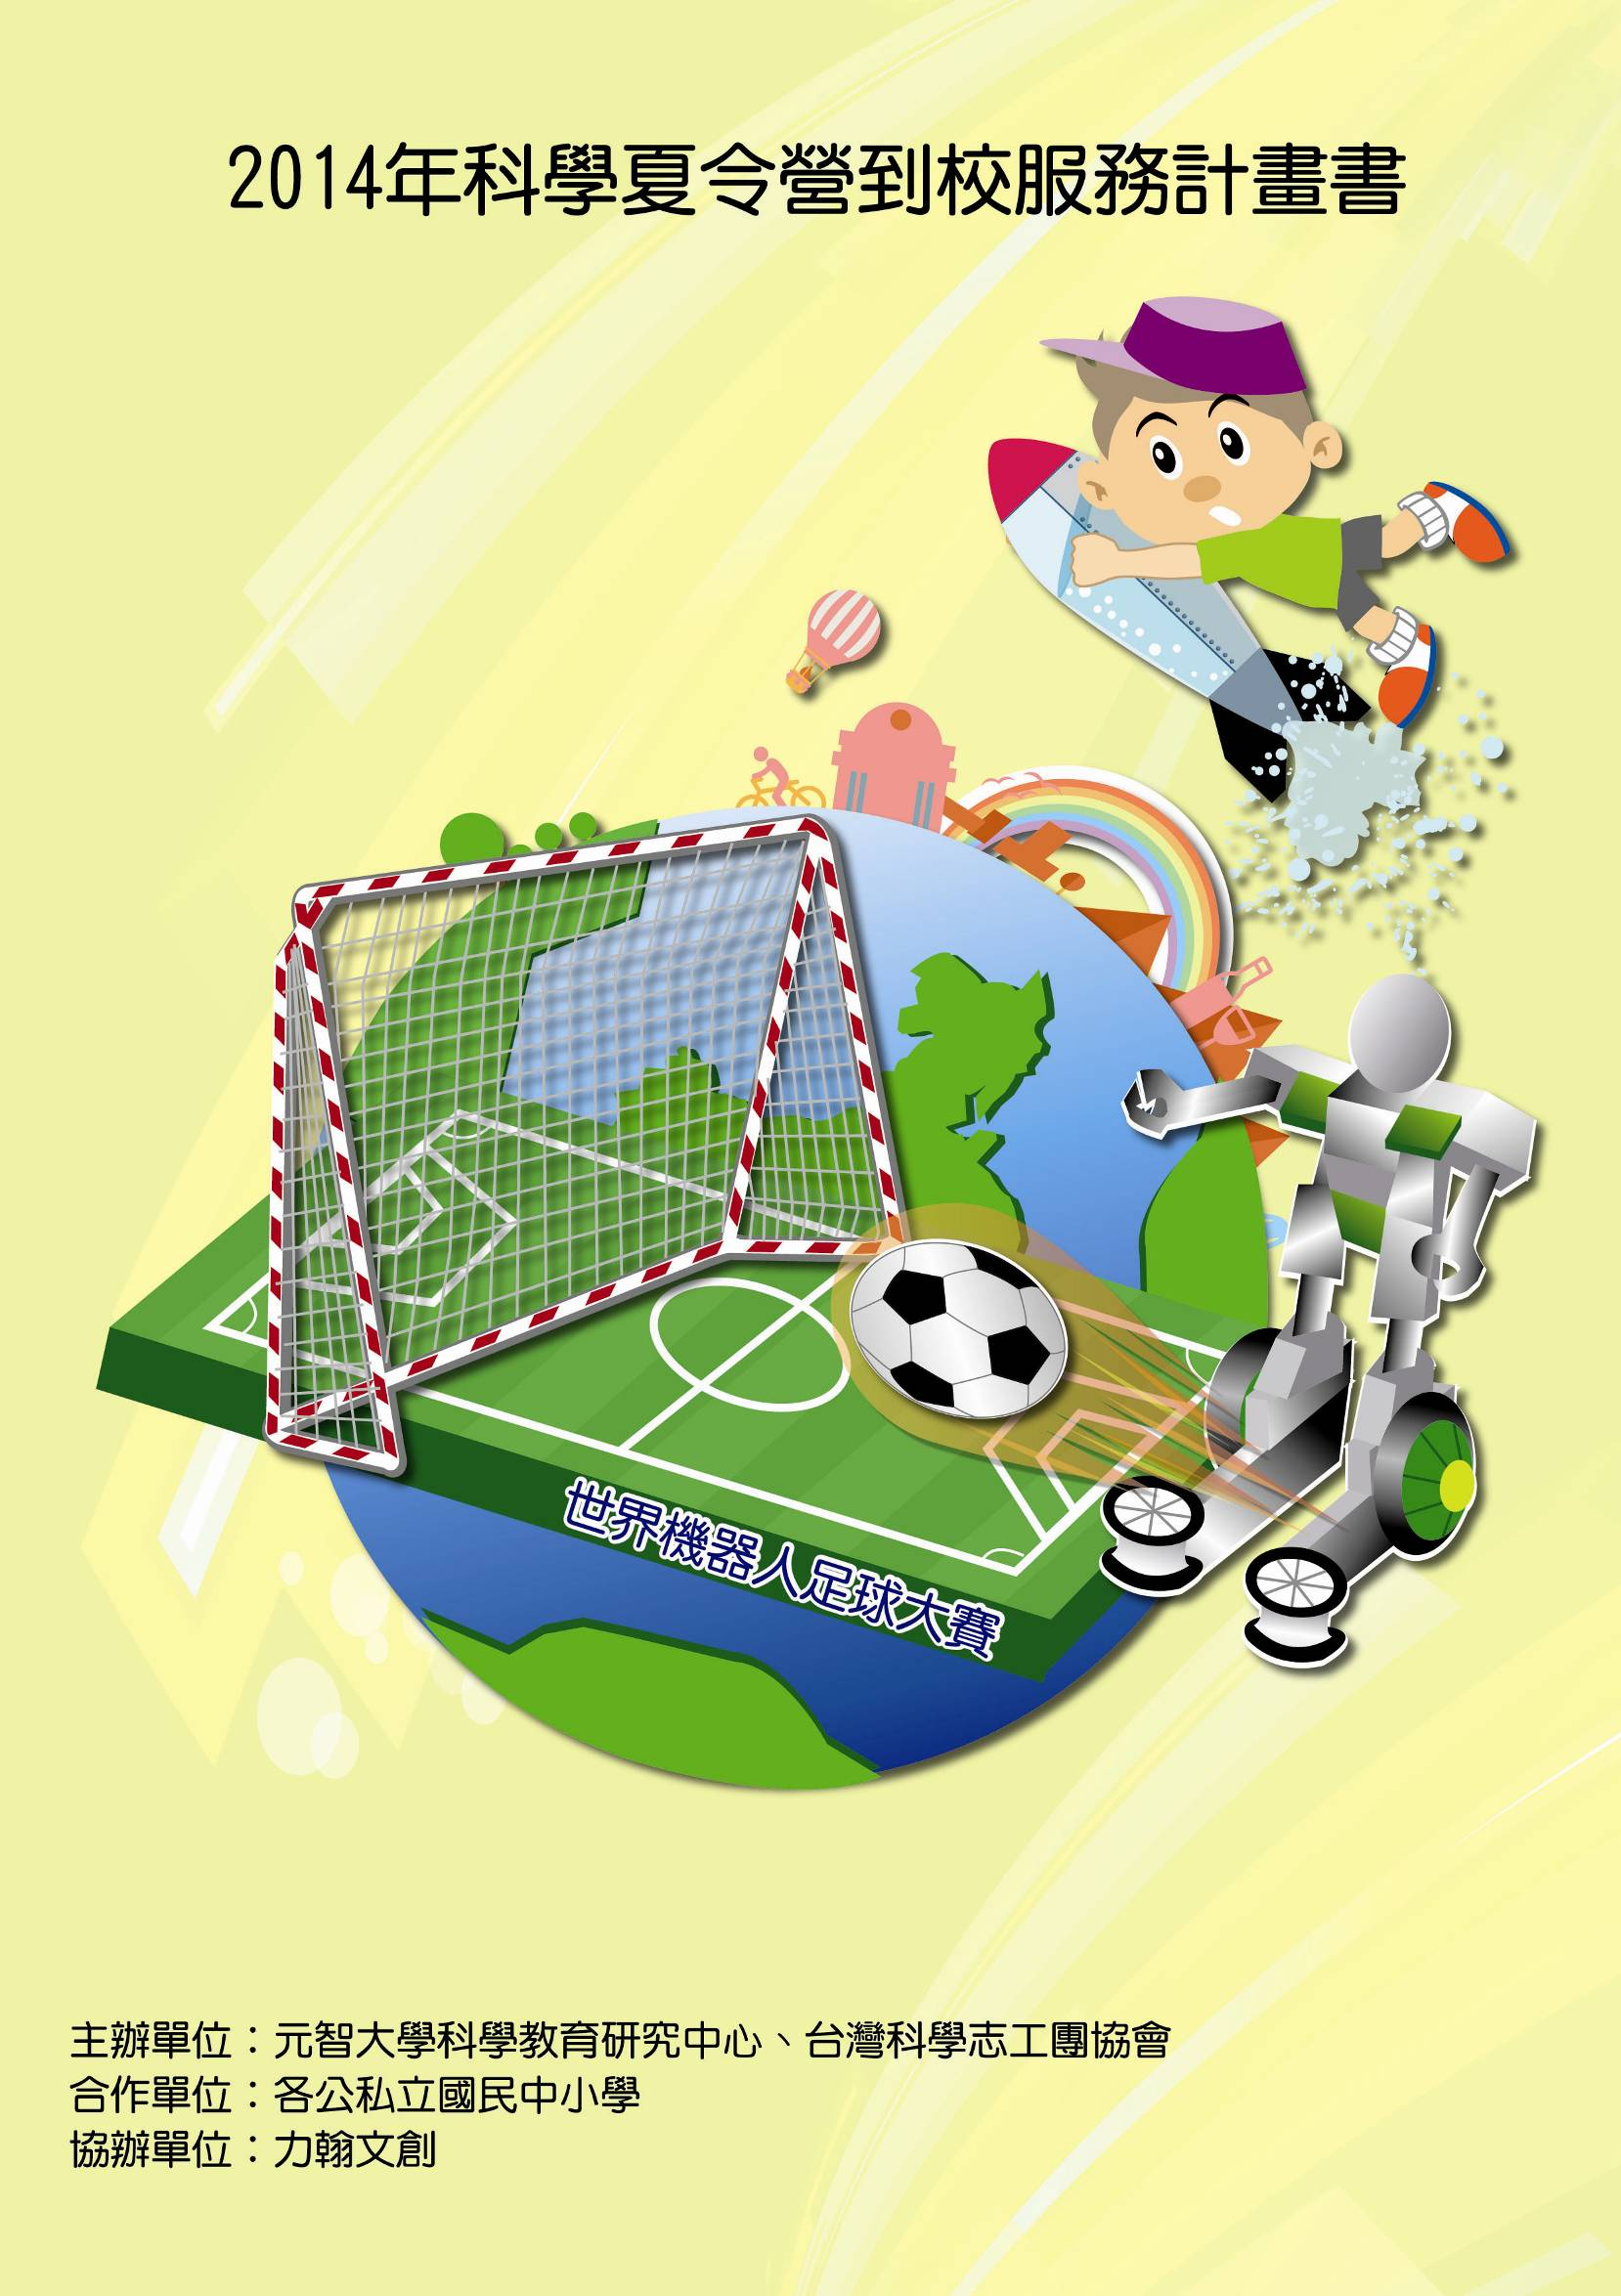 2014年科學夏令營到校服務計畫書
世界機器人足球大賽
主辦單位：元智大學科學教育研究中心、台灣科學志工團協會
合作單位：各公私立國民中小學
協辦單位：力翰文創